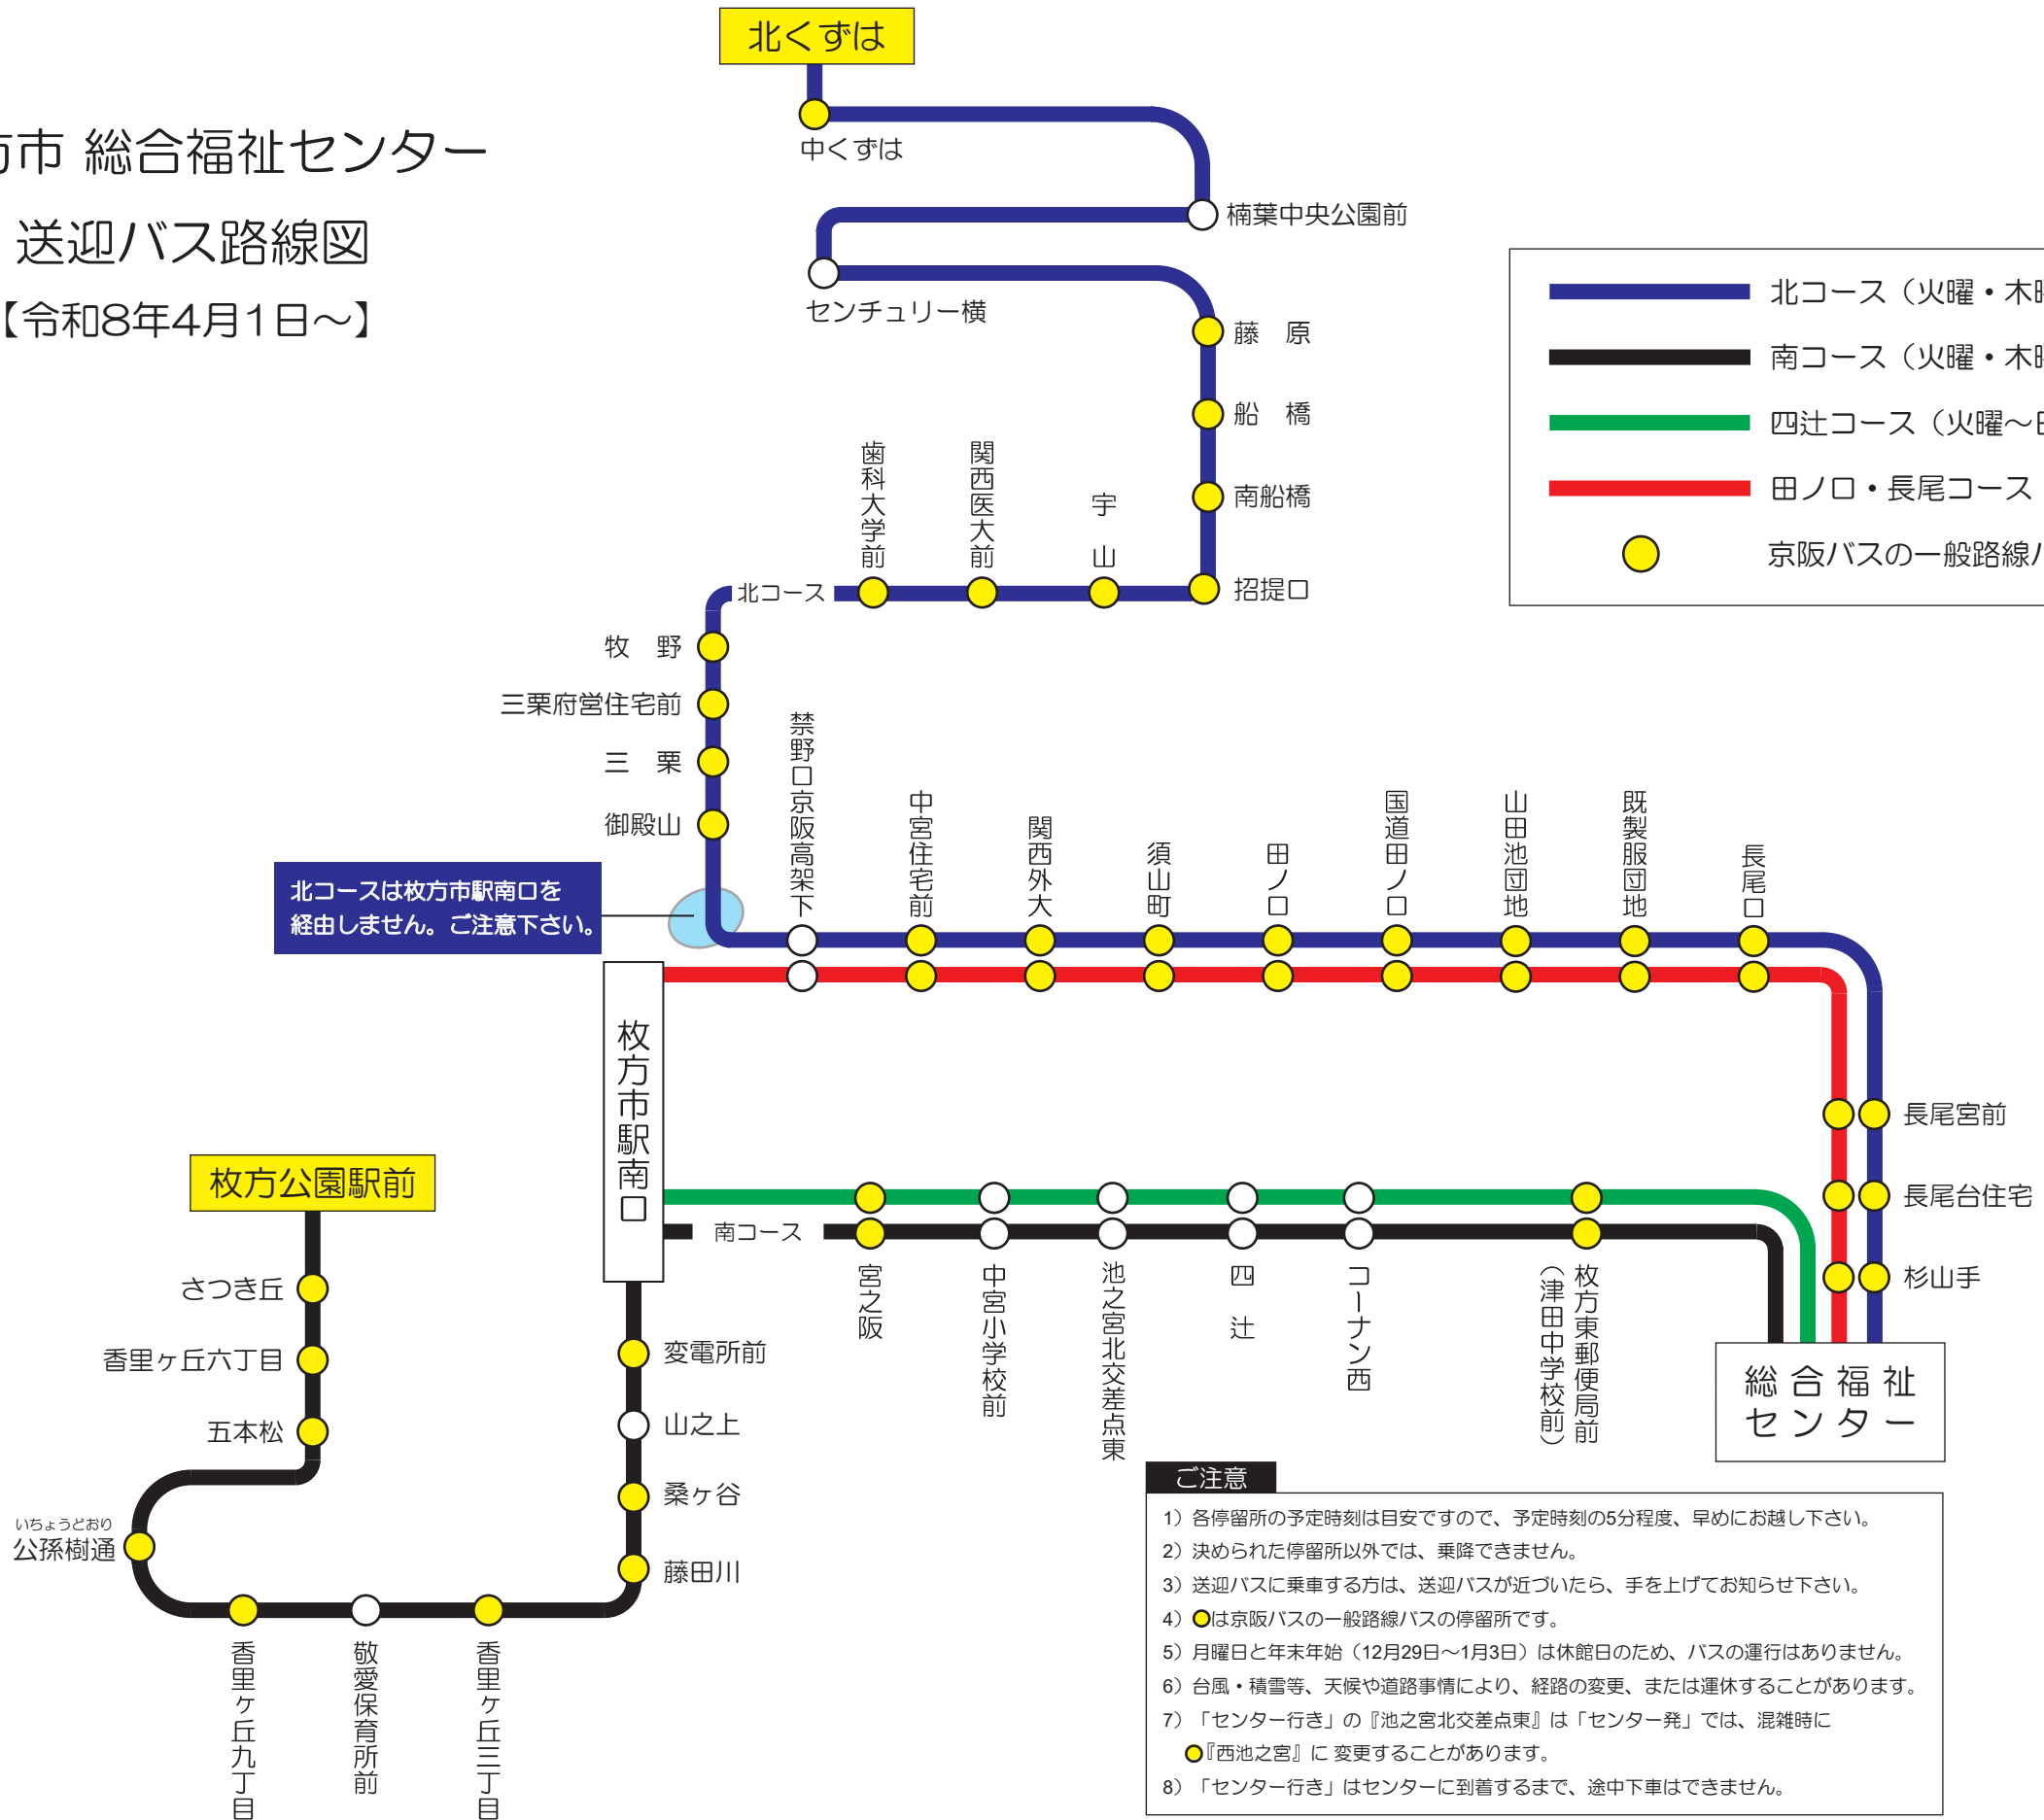 市 総合福祉センター
送迎バス路線図
【令和8年4月1日～】
北くずは
中くずは
楠葉中央公園前
センチュリー横
藤　原
船　橋
南船橋
招提口
宇　山
関西医大前
歯科大学前
北コース
牧　野
三栗府営住宅前
三　栗
御殿山
北コース（火曜・木
南コース（火曜・木
四辻コース（火曜～
田ノ口・長尾コース
京阪バスの一般路線
北コースは枚方市駅南口を
経由しません。ご注意下さい。
禁野口京阪高架下
中宮住宅前
関西外大
須山町
田ノ口
国道田ノ口
山田池団地
既製服団地
長尾口
長尾宮前
長尾台住宅
杉山手
枚方市駅南口
南コース
宮之阪
中宮小学校前
池之宮北交差点東
四　辻
コーナン西
枚方東郵便局前
（津田中学校前）
総合福祉
センター
枚方公園駅前
さつき丘
香里ヶ丘六丁目
五本松
いちょうどおり
公孫樹通
香里ヶ丘九丁目
敬愛保育所前
香里ヶ丘三丁目
変電所前
山之上
桑ヶ谷
藤田川
ご注意
1）各停留所の予定時刻は目安ですので、予定時刻の5分程度、早めにお越し下さい。
2）決められた停留所以外では、乗降できません。
3）送迎バスに乗車する方は、送迎バスが近づいたら、手を上げてお知らせ下さい。
4）●は京阪バスの一般路線バスの停留所です。
5）月曜日と年末年始（12月29日～1月3日）は休館日のため、バスの運行はありません。
6）台風・積雪等、天候や道路事情により、経路の変更、または運休することがあります。
7）「センター行き」の『池之宮北交差点東』は「センター発」では、混雑時に
●『西池之宮』に 変更することがあります。
8）「センター行き」はセンターに到着するまで、途中下車はできません。